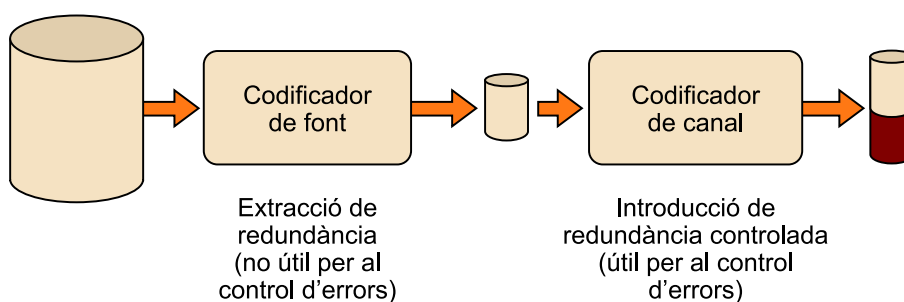 Codificador
de font
Codificador
de canal
Extracció de
redundància
(no útil per al
control d'errors)
Introducció de
redundància controlada
(útil per al control
d'errors)